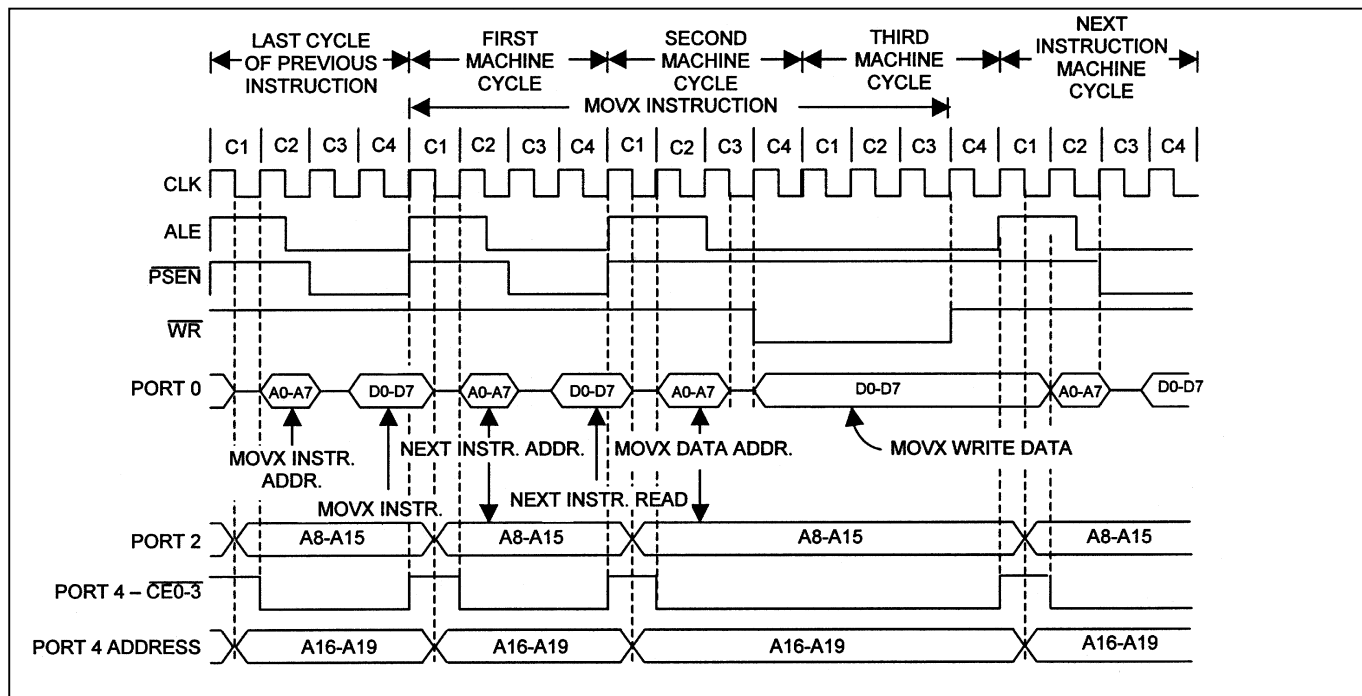 LAST CYCLE
OF PREVIOUS
INSTRUCTION
FIRST
MACHINE
CYCLE
SECOND
MACHINE
CYCLE
THIRD
MACHINE
CYCLE
NEXT
INSTRUCTION
MACHINE
CYCLE
MOVX INSTRUCTION
C1 C2 C3 C4 C1 C2 C3 C4 C1 C2 C3 C4 C1 C2 C3 C4 C1 C2 C3 C4
CLK
ALE
PSEN
WR
PORT 0 A0-A7 D0-D7 A0-A7 D0-D7 A0-A7 D0-D7 A0-A7 D0-D7
MOVX INSTR.
ADDR.
NEXT INSTR. ADDR.
MOVX DATA ADDR.
MOVX WRITE DATA
MOVX INSTR.
NEXT INSTR. READ
PORT 2 A8-A15 A8-A15 A8-A15 A8-A15
PORT 4 – CE0-3
PORT 4 ADDRESS A16-A19 A16-A19 A16-A19 A16-A19